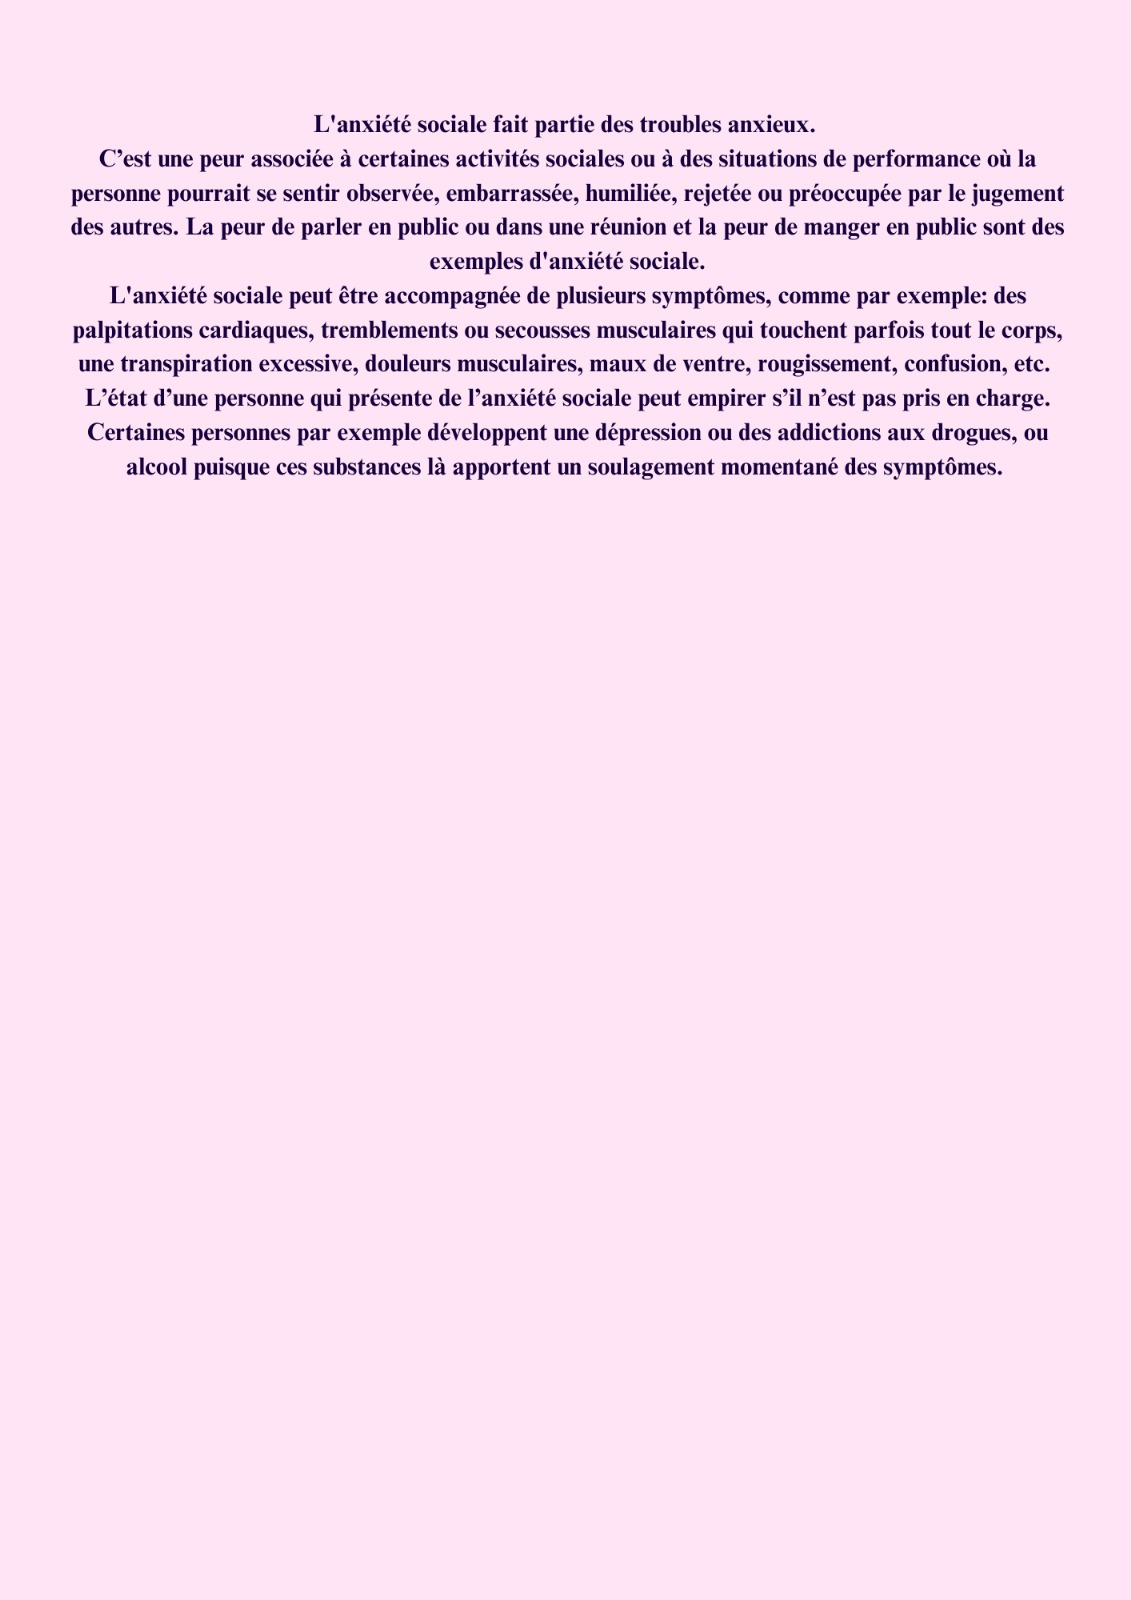 L'anxiété sociale fait partie des troubles anxieux.
C’est une peur associée à certaines activités sociales ou à des situations de performance où la
personne pourrait se sentir observée, embarrassée, humiliée, rejetée ou préoccupée par le jugement
des autres. La peur de parler en public ou dans une réunion et la peur de manger en public sont des
exemples d'anxiété sociale.
L'anxiété sociale peut être accompagnée de plusieurs symptômes, comme par exemple: des
palpitations cardiaques, tremblements ou secousses musculaires qui touchent parfois tout le corps,
une transpiration excessive, douleurs musculaires, maux de ventre, rougissement, confusion, etc.
L’état d’une personne qui présente de l’anxiété sociale peut empirer s’il n’est pas pris en charge.
Certaines personnes par exemple développent une dépression ou des addictions aux drogues, ou
alcool puisque ces substances là apportent un soulagement momentané des symptômes.